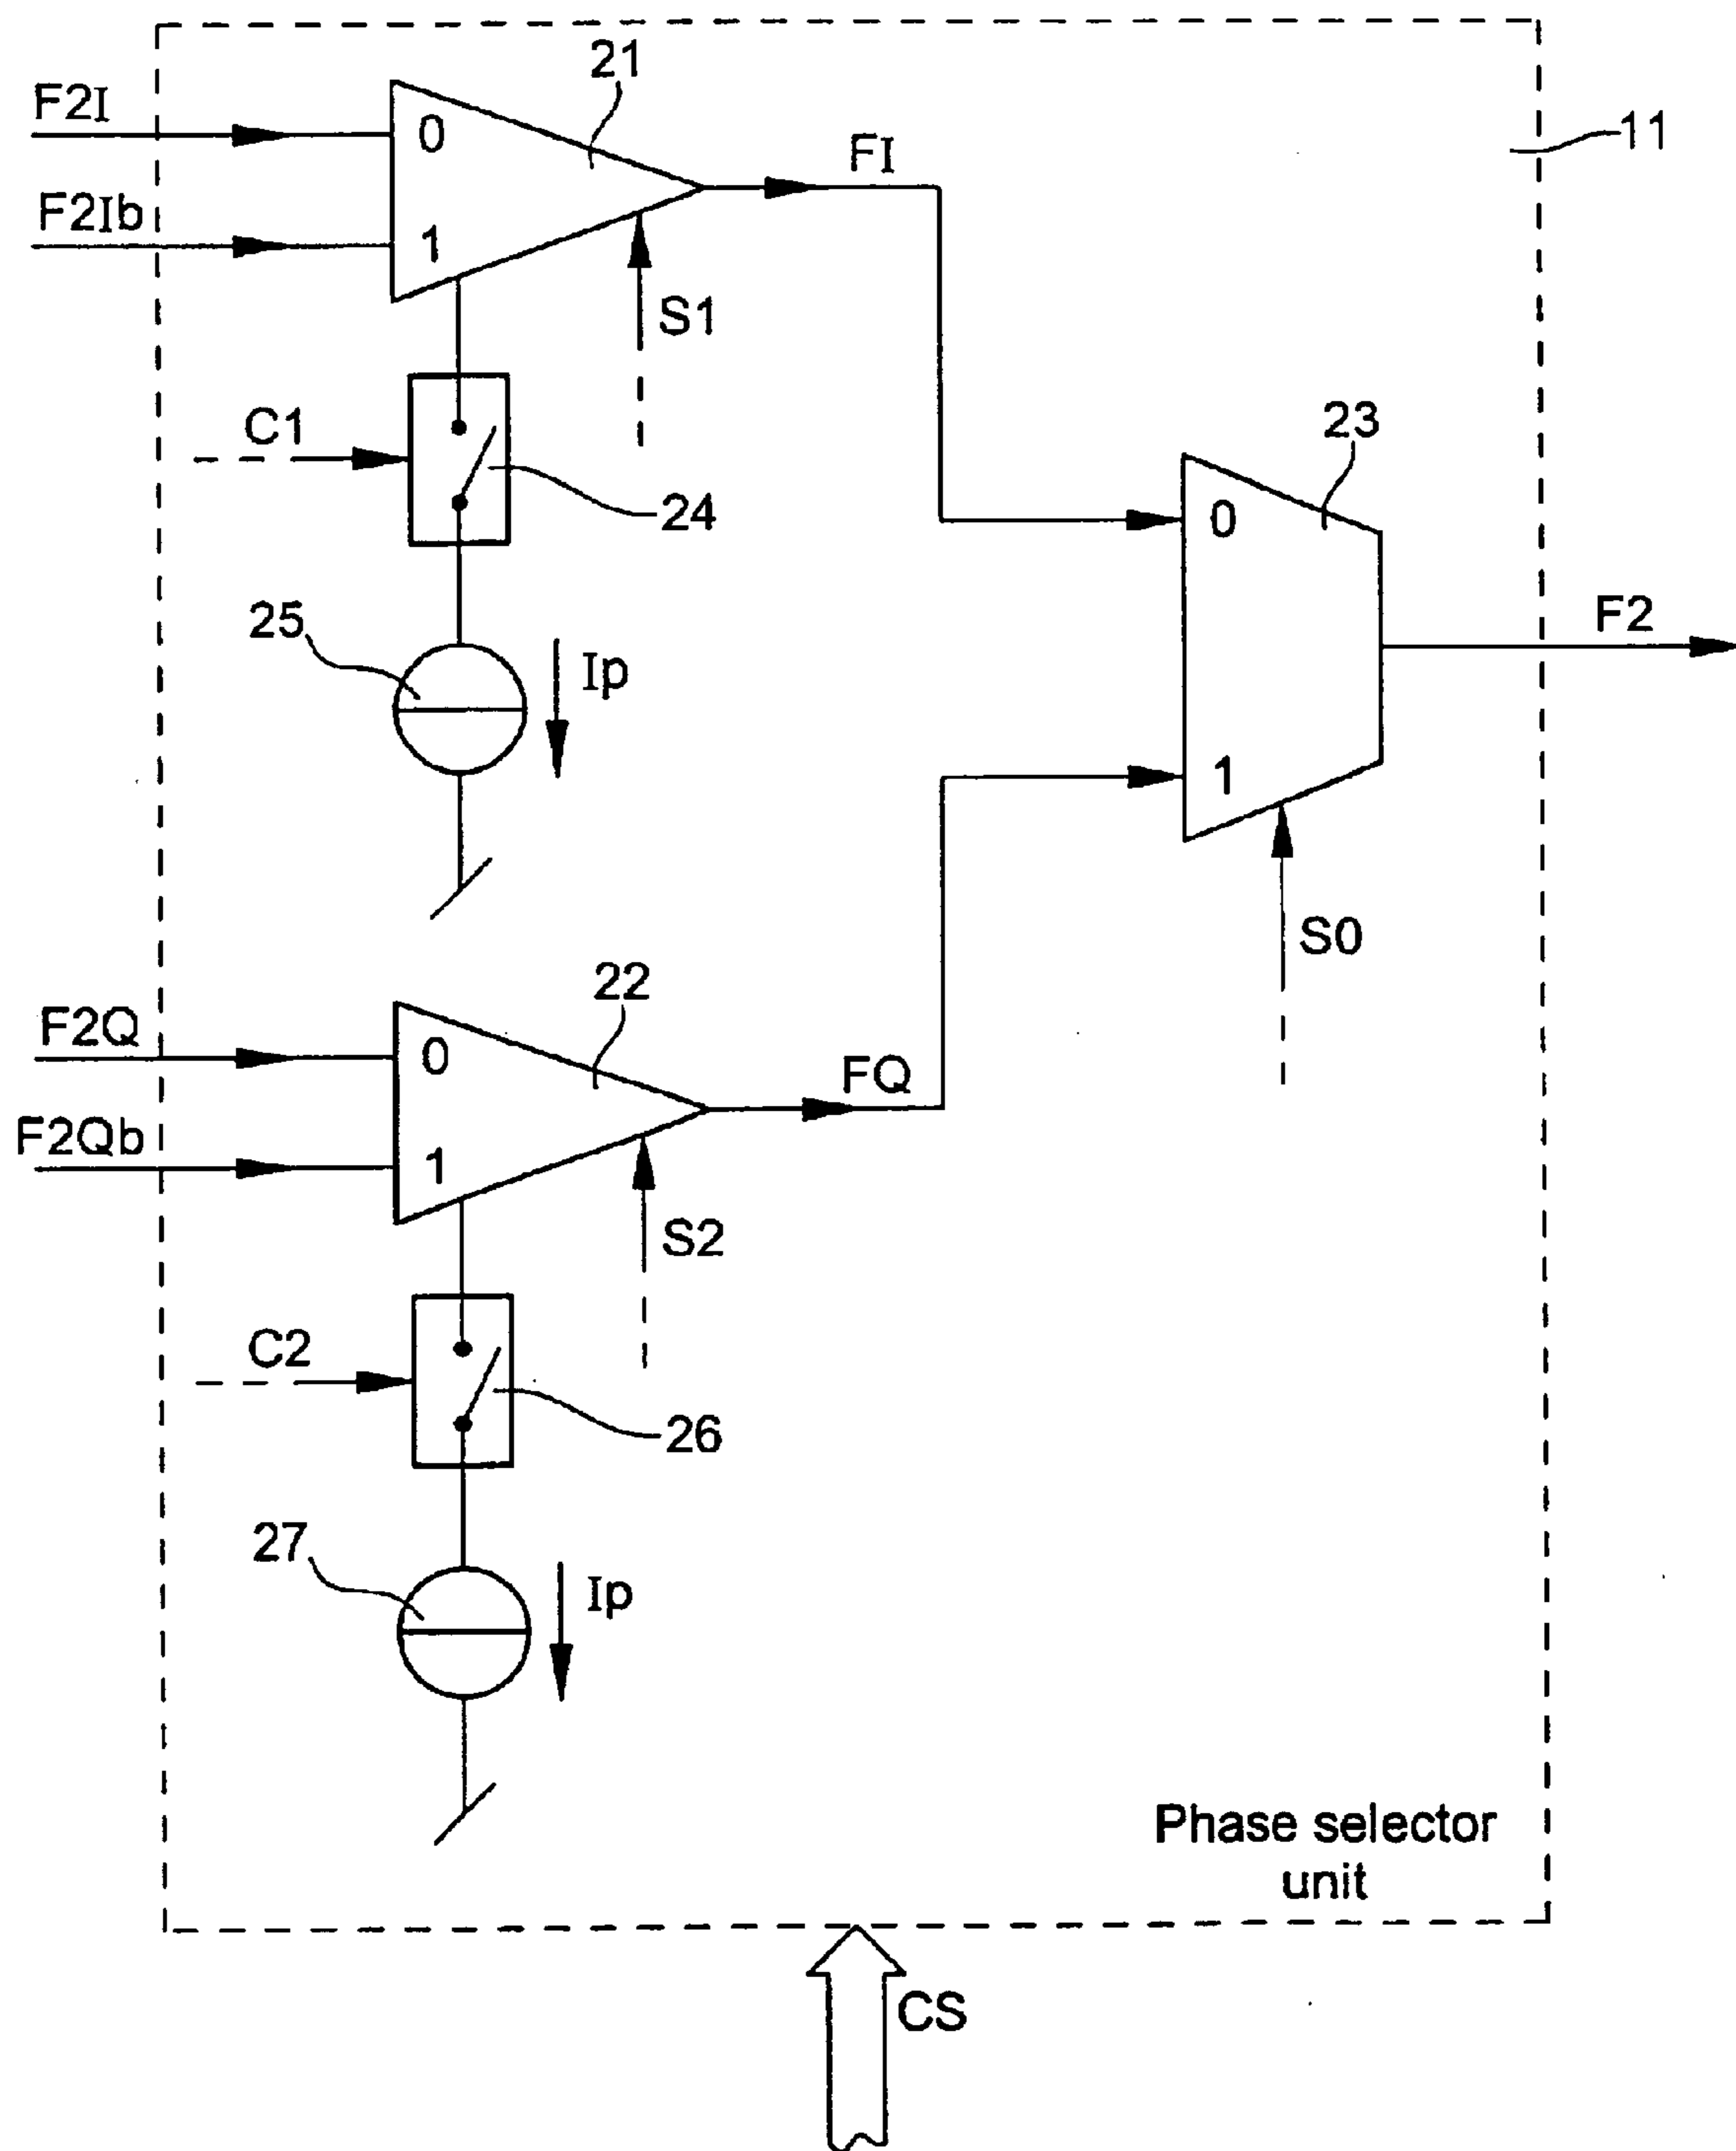 21
F2I
0
FI
11
F2Ib
1
S1
C1
24
23
0
25
Ip
F2
1
S0
22
F2Q
0
FQ
F2Qb
1
S2
C2
26
27
Ip
Phase selector
unit
CS